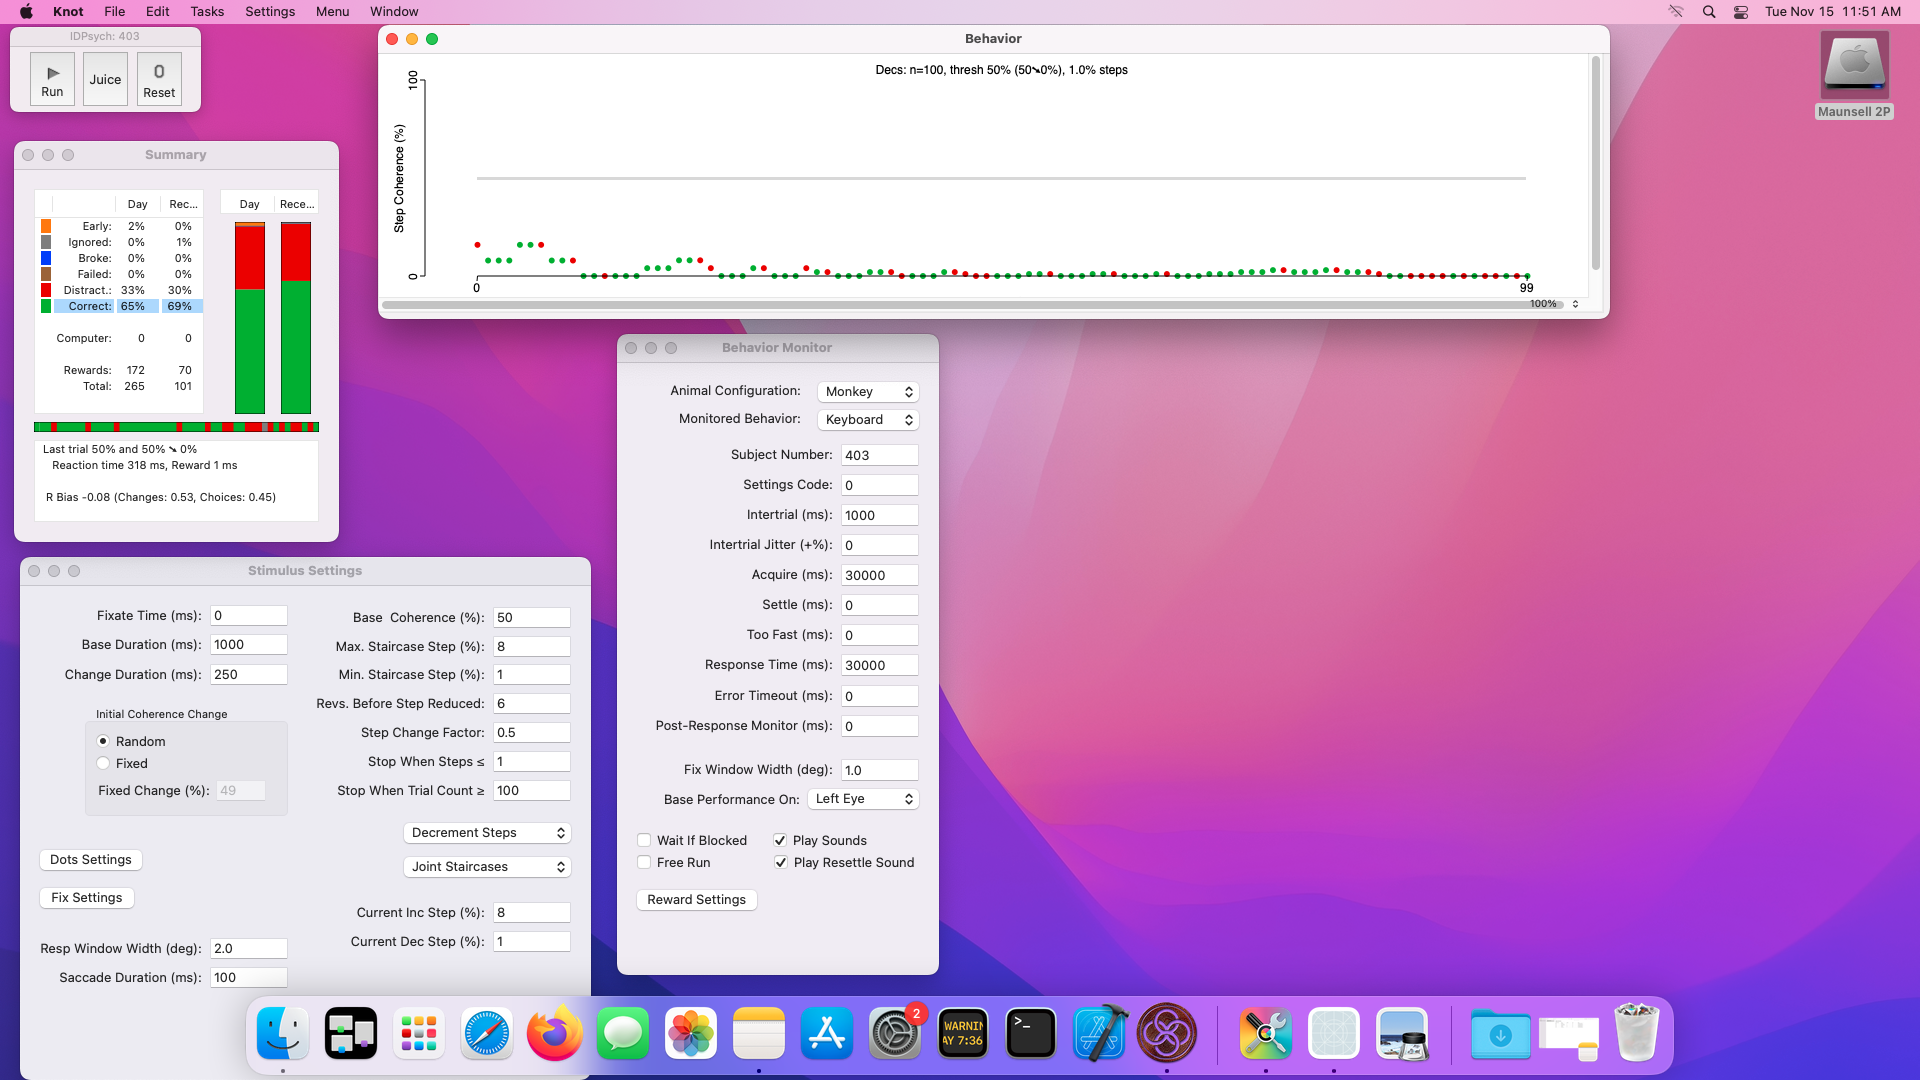 Knot File Edit Tasks Settings Menu Window
Tue Nov 15 11:51 AM
IDPsych: 403
Run
Juice
0
Reset
Maunsell 2P
Behavior
Decs: n=100, thresh 50% (50➘0%), 1.0% steps
Step Coherence (%)
100
0
0
99
100%
Summary
Day Rec...
Early: 2% 0%
Ignored: 0% 1%
Broke: 0% 0%
Failed: 0% 0%
Distract.: 33% 30%
Correct: 65% 69%
Computer: 0 0
Rewards: 172 70
Total: 265 101
Day Rece...
Last trial 50% and 50% ➘ 0%
Reaction time 318 ms, Reward 1 ms
R Bias -0.08 (Changes: 0.53, Choices: 0.45)
Stimulus Settings
Fixate Time (ms): 0
Base Duration (ms): 1000
Change Duration (ms): 250
Initial Coherence Change
Random
Fixed
Fixed Change (%): 49
Dots Settings
Fix Settings
Resp Window Width (deg): 2.0
Saccade Duration (ms): 100
Base Coherence (%): 50
Max. Staircase Step (%): 8
Min. Staircase Step (%): 1
Revs. Before Step Reduced: 6
Step Change Factor: 0.5
Stop When Steps ≤ 1
Stop When Trial Count ≥ 100
Decrement Steps
Joint Staircases
Current Inc Step (%): 8
Current Dec Step (%): 1
Behavior Monitor
Animal Configuration: Monkey
Monitored Behavior: Keyboard
Subject Number: 403
Settings Code: 0
Intertrial (ms): 1000
Intertrial Jitter (+%): 0
Acquire (ms): 30000
Settle (ms): 0
Too Fast (ms): 0
Response Time (ms): 30000
Error Timeout (ms): 0
Post-Response Monitor (ms): 0
Fix Window Width (deg): 1.0
Base Performance On: Left Eye
Wait If Blocked
Play Sounds
Free Run
Play Resettle Sound
Reward Settings
2
WARNIN
AY 7:36
>_